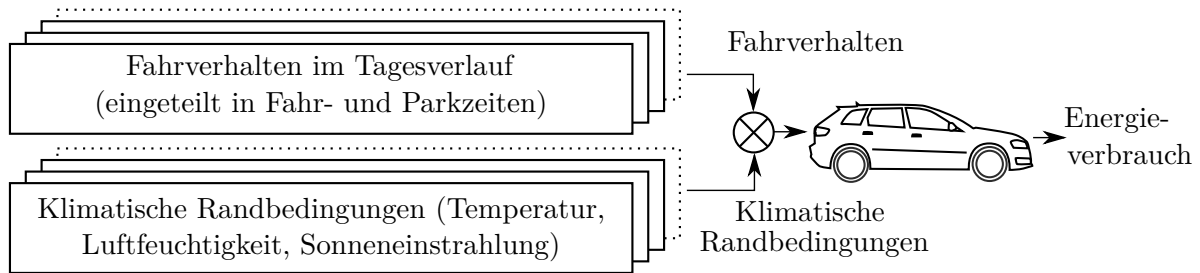 Fahrverhalten im Tagesverlauf
(eingeteilt in Fahr- und Parkzeiten)
Klimatische Randbedingungen (Temperatur,
Luftfeuchtigkeit, Sonneneinstrahlung)
Fahrverhalten
Klimatische
Randbedingungen
Energie-
verbrauch